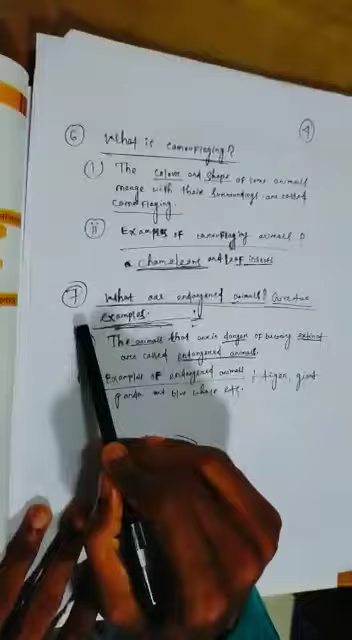 4
6 What is camouflaging?
i The colour and shape of some animals
merge with their surroundings are called
camoflaging.
ii Examples of camouflaging animals
Chameleons and leaf insects
7 What are endangered animals? Give two
examples.
The animals that are in danger of becoming extinct
are called endangered animals.
Examples of endangered animals : tiger, giant
panda and blue whale etc.